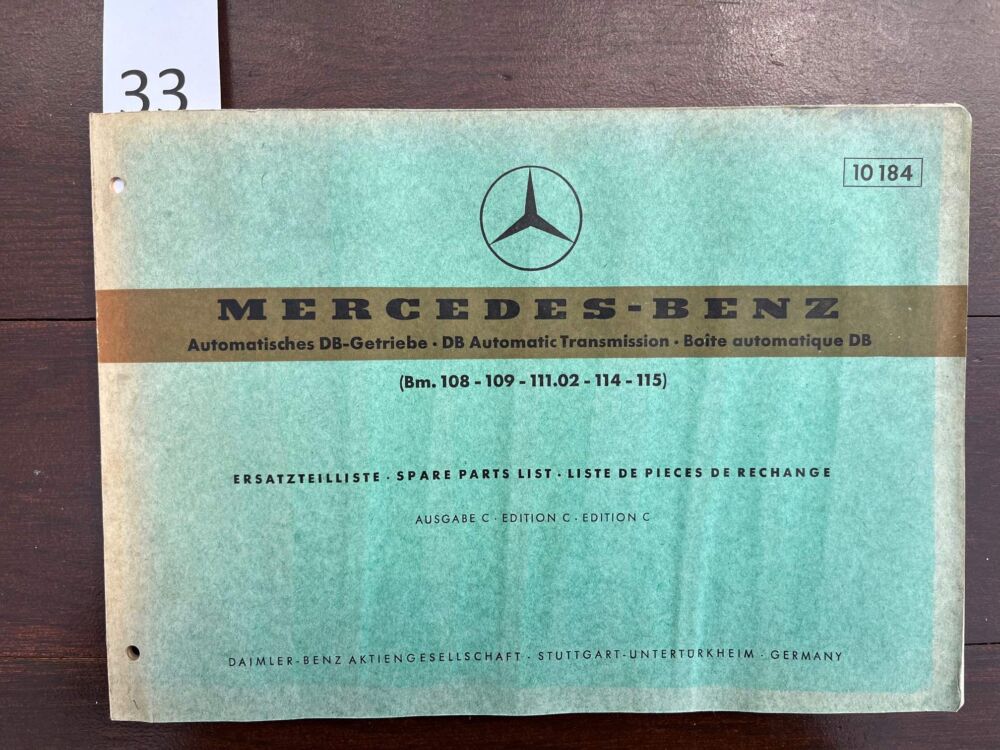 33
10 184
MERCEDES-BENZ
Automatisches DB-Getriebe · DB Automatic Transmission · Boîte automatique DB
(Bm. 108 - 109 - 111.02 - 114 - 115)
ERSATZTEILLISTE · SPARE PARTS LIST · LISTE DE PIECES DE RECHANGE
AUSGABE C · EDITION C · EDITION C
DAIMLER-BENZ AKTIENGESELLSCHAFT · STUTTGART-UNTERTÜRKHEIM · GERMANY